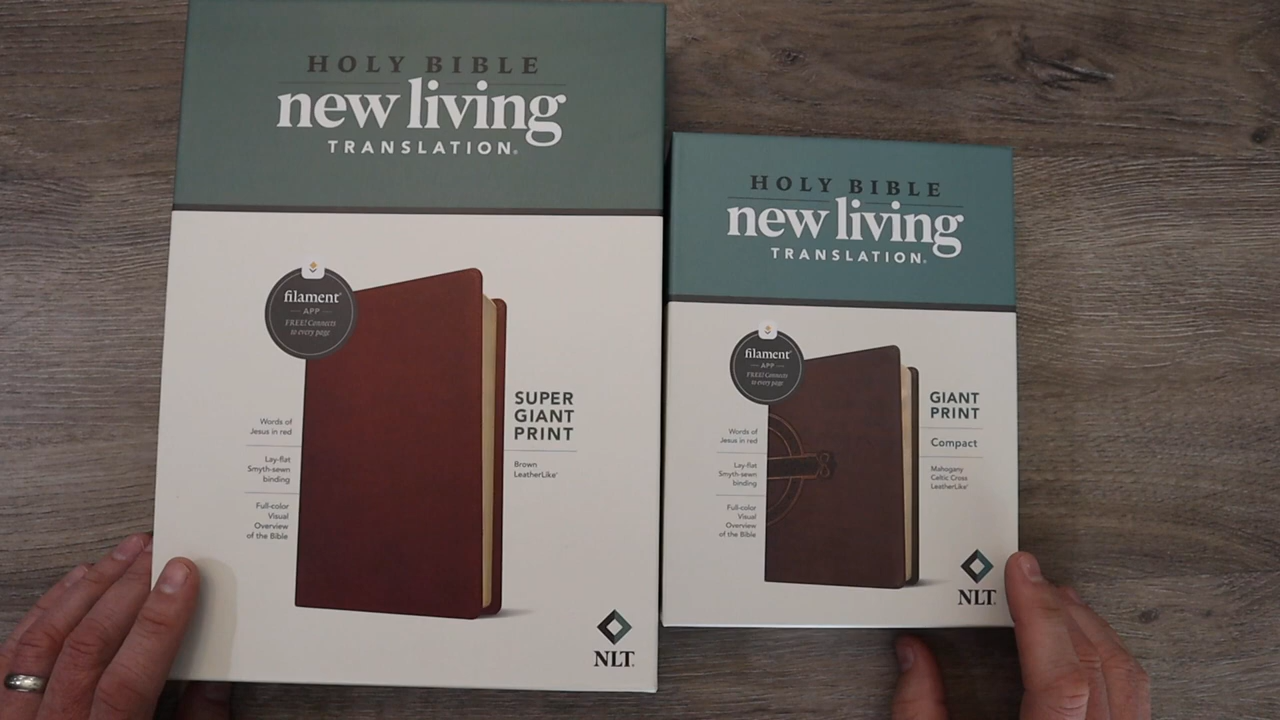 HOLY BIBLE
new living
TRANSLATION®
filament®
APP
FREE! Connects
to every page
Words of
Jesus in red
Lay-flat
Smyth-sewn
binding
Full-color
Visual
Overview
of the Bible
SUPER
GIANT
PRINT
Brown
LeatherLike®
NLT®
HOLY BIBLE
new living
TRANSLATION®
filament®
APP
FREE! Connects
to every page
Words of
Jesus in red
Lay-flat
Smyth-sewn
binding
Full-color
Visual
Overview
of the Bible
GIANT
PRINT
Compact
Mahogany
Celtic Cross
LeatherLike®
NLT®